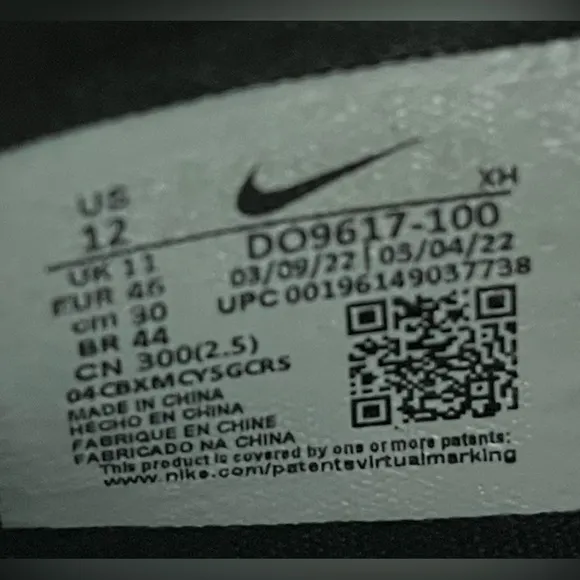 US
12
UK 11
EUR 46
cm 30
BR 44
CN 300(2.5)
04CBXMCY5GCRS
MADE IN CHINA
HECHO EN CHINA
FABRIQUE EN CHINE
FABRICADO NA CHINA
XH
DO9617-100
03/09/22 | 05/04/22
UPC 00196149037738
This product is covered by one or more patents:
www.nike.com/patentsvirtualmarking